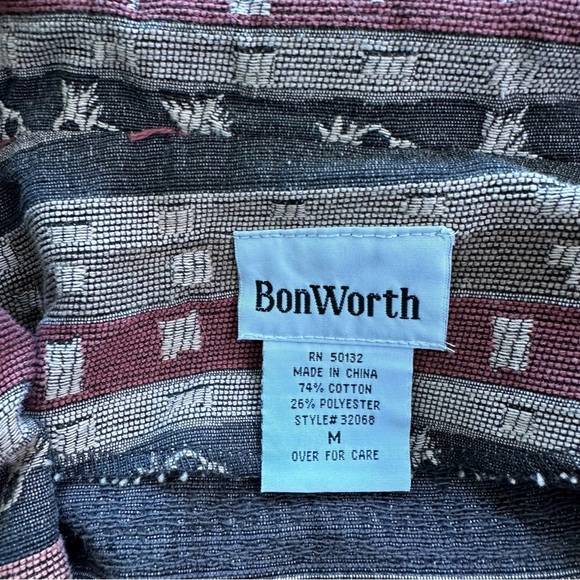 BonWorth
RN 50132
MADE IN CHINA
74% COTTON
26% POLYESTER
STYLE# 32068
M
OVER FOR CARE